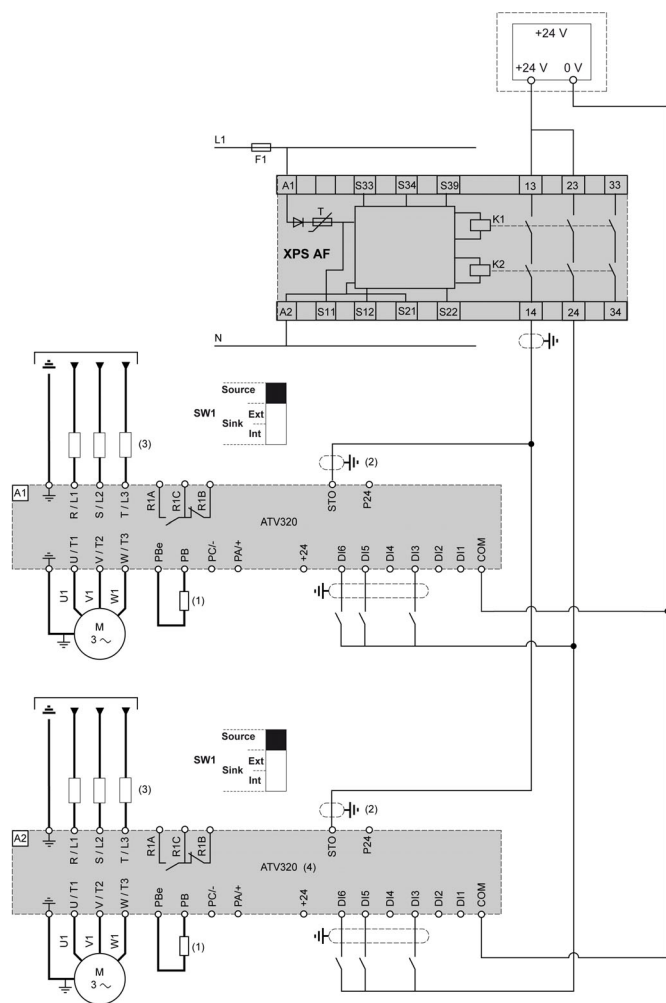 +24 V
+24 V 0 V
L1
F1
A1 S33 S34 S39 13 23 33
T
K1
XPS AF
K2
A2 S11 S12 S21 S22 14 24 34
N
Source
SW1 Sink Ext
Int
(3)
(2)
A1
R / L1 S / L2 T / L3 R1A R1C R1B STO P24
ATV320
U / T1 V / T2 W / T3 PBe PB PC/- PA/+ +24 DI6 DI5 DI4 DI3 DI2 DI1 COM
U1 V1 W1
(1)
M
3 ~
Source
SW1 Sink Ext
Int
(3)
(2)
A2
R / L1 S / L2 T / L3 R1A R1C R1B STO P24
ATV320 (4)
U / T1 V / T2 W / T3 PBe PB PC/- PA/+ +24 DI6 DI5 DI4 DI3 DI2 DI1 COM
U1 V1 W1
(1)
M
3 ~